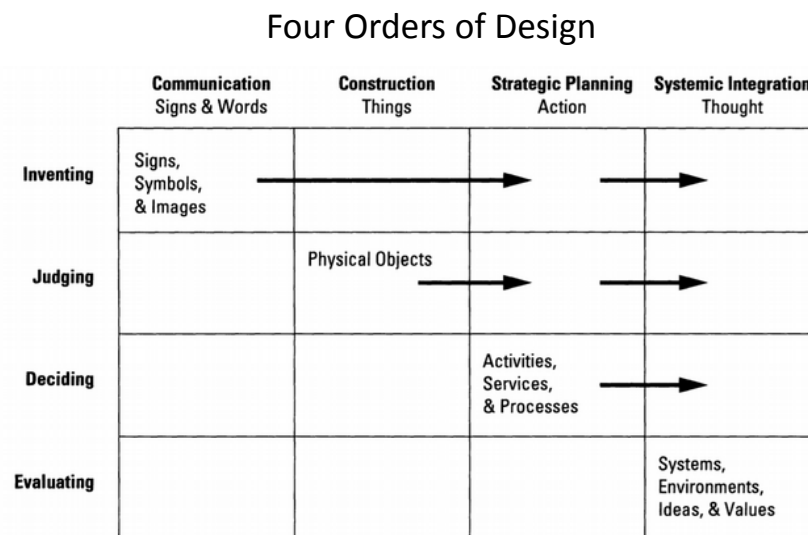 Four Orders of Design
Communication Construction Strategic Planning Systemic Integration
Signs & Words Things Action Thought
Inventing
Signs,
Symbols,
& Images
Judging
Physical Objects
Deciding
Activities,
Services,
& Processes
Evaluating
Systems,
Environments,
Ideas, & Values